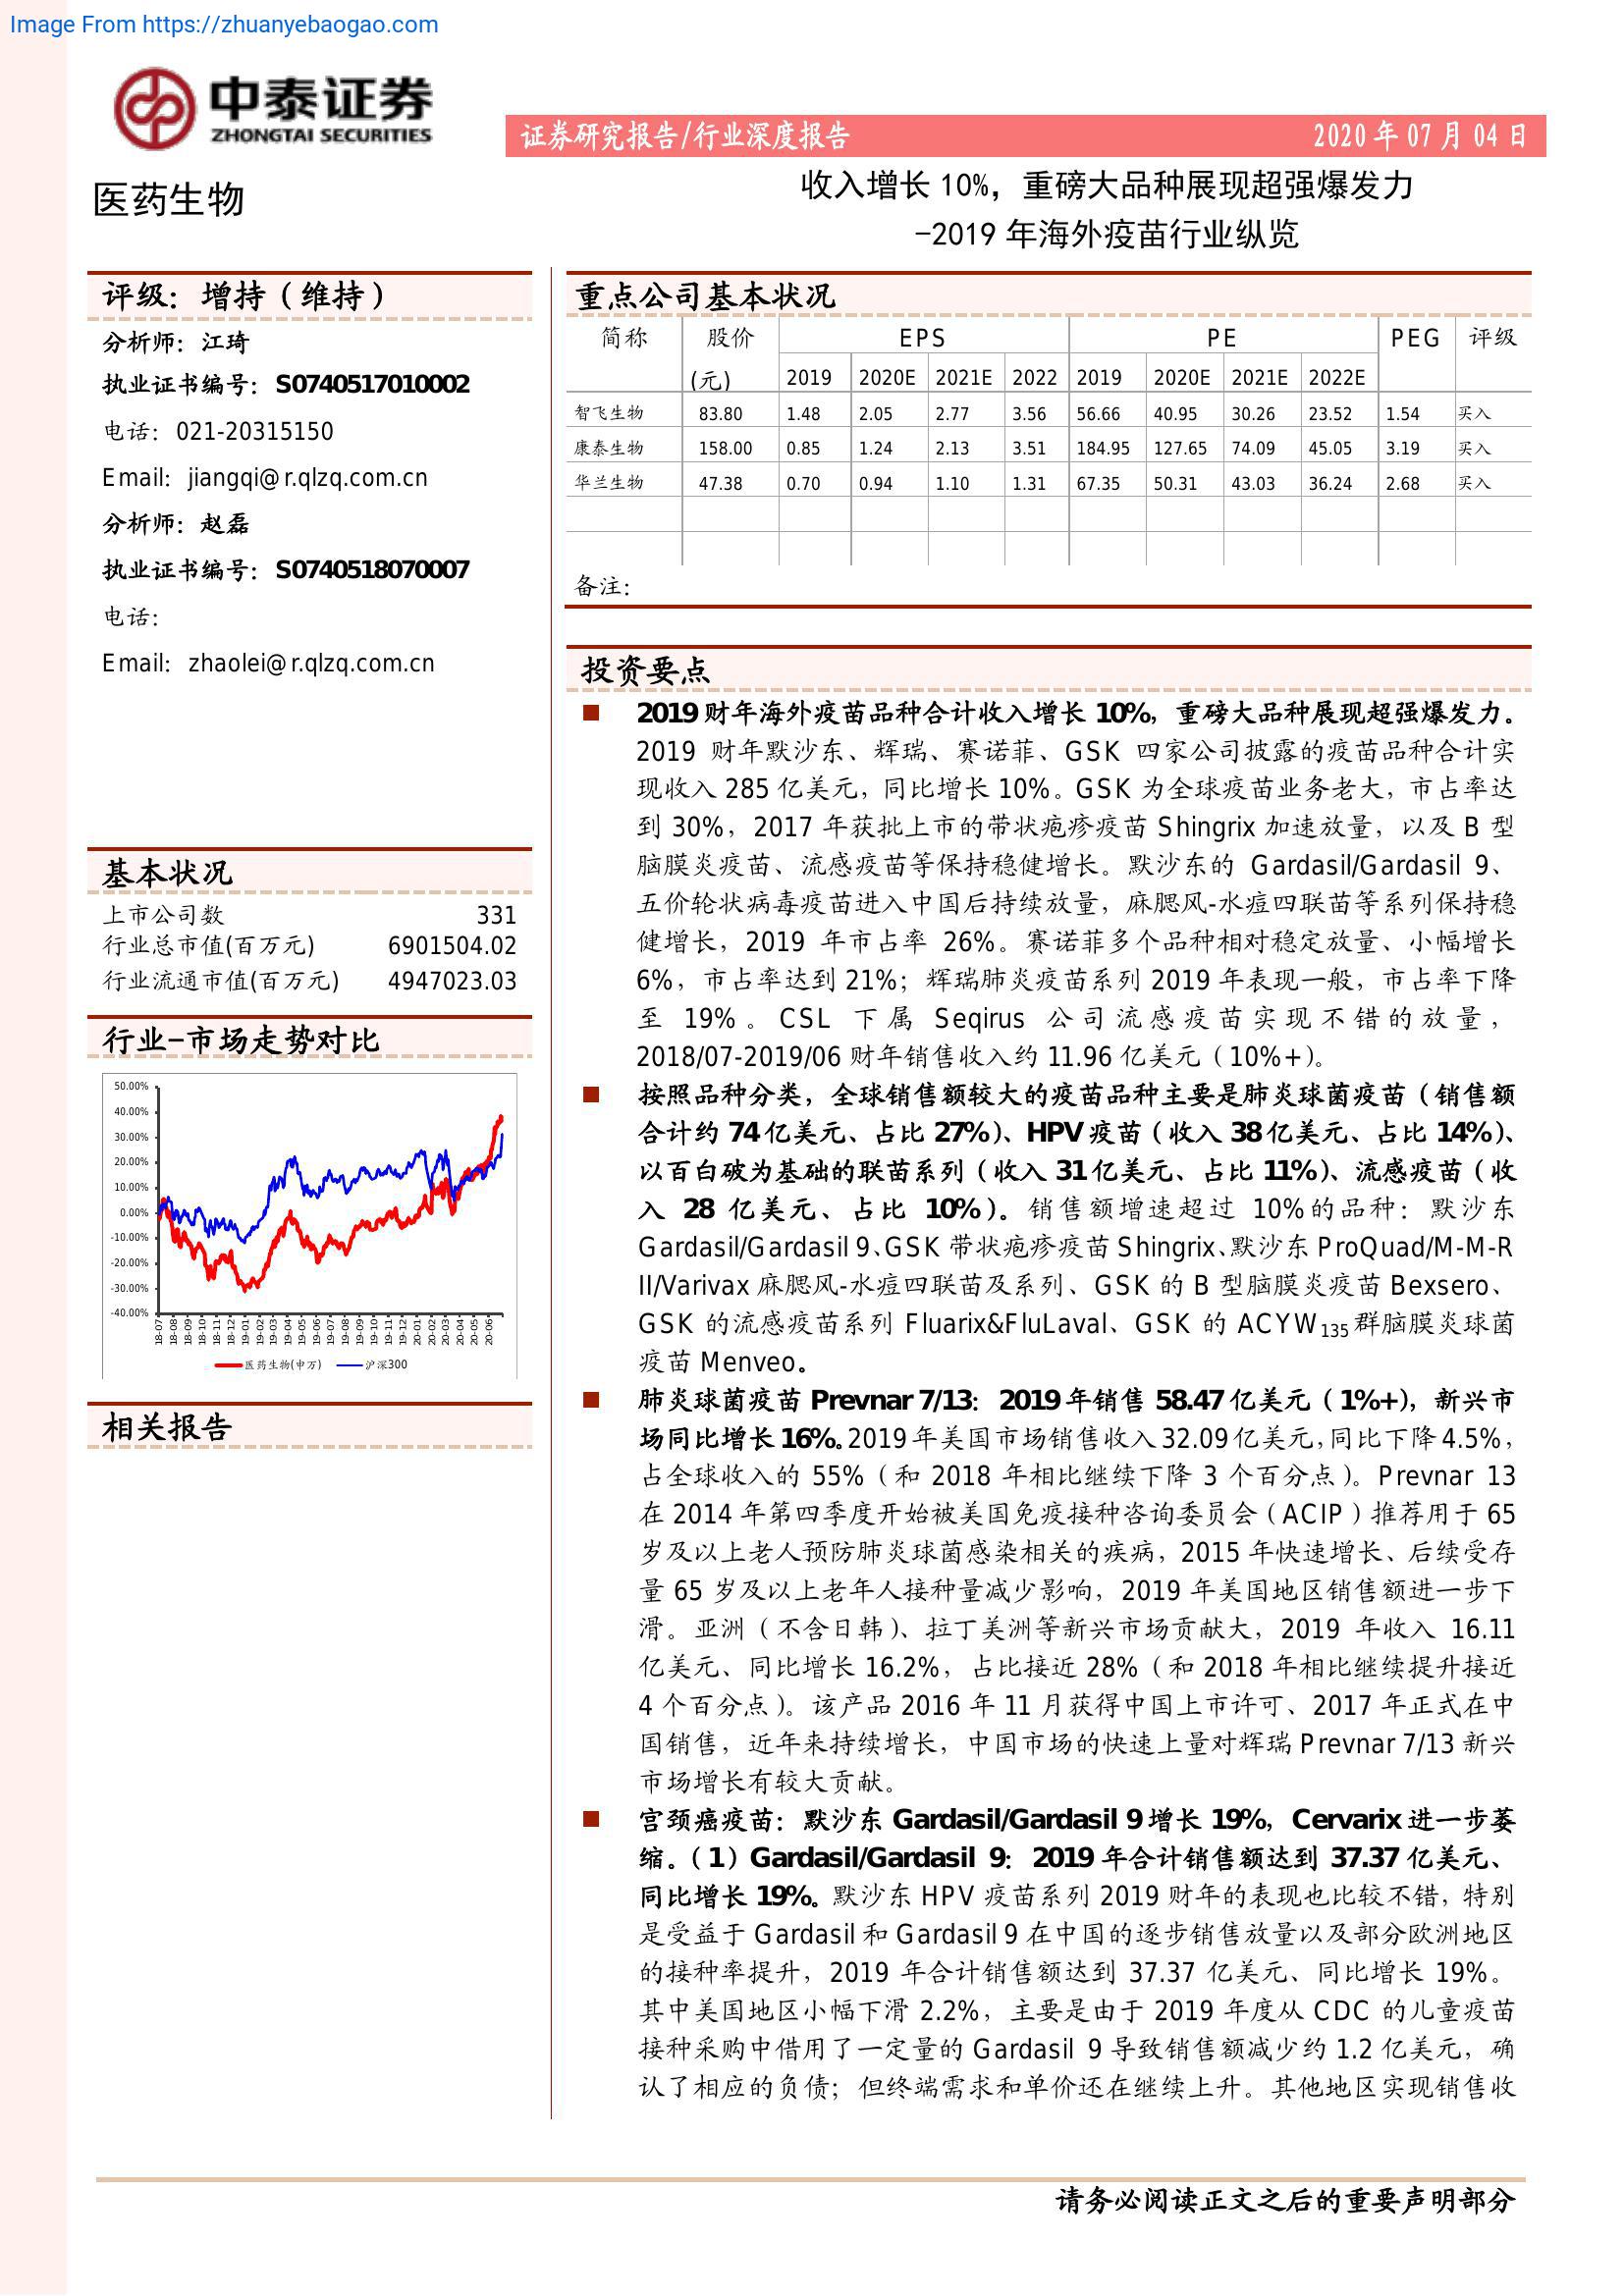 Image From https://zhuanyebaogao.com
中泰证券
ZHONGTAI SECURITIES
证券研究报告/行业深度报告 2020 年 07 月 04 日
医药生物
收入增长 10%，重磅大品种展现超强爆发力
-2019 年海外疫苗行业纵览
评级：增持（维持）
分析师：江琦
执业证书编号：S0740517010002
电话：021-20315150
Email：jiangqi@r.qlzq.com.cn
分析师：赵磊
执业证书编号：S0740518070007
电话：
Email：zhaolei@r.qlzq.com.cn
基本状况
上市公司数 331
行业总市值(百万元) 6901504.02
行业流通市值(百万元) 4947023.03
行业-市场走势对比
50.00%
40.00%
30.00%
20.00%
10.00%
0.00%
-10.00%
-20.00%
-30.00%
-40.00%
18-07 18-08 18-09 18-10 18-11 18-12 19-01 19-02 19-03 19-04 19-05 19-06 19-07 19-08 19-09 19-10 19-11 19-12 20-01 20-02 20-03 20-04 20-05 20-06
医药生物(申万) 沪深300
相关报告
重点公司基本状况
简称 股价 EPS PE PEG 评级
(元) 2019 2020E 2021E 2022 2019 2020E 2021E 2022E
智飞生物 83.80 1.48 2.05 2.77 3.56 56.66 40.95 30.26 23.52 1.54 买入
康泰生物 158.00 0.85 1.24 2.13 3.51 184.95 127.65 74.09 45.05 3.19 买入
华兰生物 47.38 0.70 0.94 1.10 1.31 67.35 50.31 43.03 36.24 2.68 买入
备注：
投资要点
2019 财年海外疫苗品种合计收入增长 10%，重磅大品种展现超强爆发力。
2019 财年默沙东、辉瑞、赛诺菲、GSK 四家公司披露的疫苗品种合计实
现收入 285 亿美元，同比增长 10%。GSK 为全球疫苗业务老大，市占率达
到 30%，2017 年获批上市的带状疱疹疫苗 Shingrix 加速放量，以及 B 型
脑膜炎疫苗、流感疫苗等保持稳健增长。默沙东的 Gardasil/Gardasil 9、
五价轮状病毒疫苗进入中国后持续放量，麻腮风-水痘四联苗等系列保持稳
健增长，2019 年市占率 26%。赛诺菲多个品种相对稳定放量、小幅增长
6%，市占率达到 21%；辉瑞肺炎疫苗系列 2019 年表现一般，市占率下降
至 19%。CSL 下属 Seqirus 公司流感疫苗实现不错的放量，
2018/07-2019/06 财年销售收入约 11.96 亿美元（10%+）。
按照品种分类，全球销售额较大的疫苗品种主要是肺炎球菌疫苗（销售额
合计约 74 亿美元、占比 27%）、HPV 疫苗（收入 38 亿美元、占比 14%）、
以百白破为基础的联苗系列（收入 31 亿美元、占比 11%）、流感疫苗（收
入 28 亿美元、占比 10%）。销售额增速超过 10%的品种：默沙东
Gardasil/Gardasil 9、GSK 带状疱疹疫苗 Shingrix、默沙东 ProQuad/M-M-R
II/Varivax 麻腮风-水痘四联苗及系列、GSK 的 B 型脑膜炎疫苗 Bexsero、
GSK 的流感疫苗系列 Fluarix&FluLaval、GSK 的 ACYW135群脑膜炎球菌
疫苗 Menveo。
肺炎球菌疫苗 Prevnar 7/13：2019 年销售 58.47 亿美元（1%+），新兴市
场同比增长 16%。2019 年美国市场销售收入 32.09 亿美元，同比下降 4.5%，
占全球收入的 55%（和 2018 年相比继续下降 3 个百分点）。Prevnar 13
在 2014 年第四季度开始被美国免疫接种咨询委员会（ACIP）推荐用于 65
岁及以上老人预防肺炎球菌感染相关的疾病，2015 年快速增长、后续受存
量 65 岁及以上老年人接种量减少影响，2019 年美国地区销售额进一步下
滑。亚洲（不含日韩）、拉丁美洲等新兴市场贡献大，2019 年收入 16.11
亿美元、同比增长 16.2%，占比接近 28%（和 2018 年相比继续提升接近
4 个百分点）。该产品 2016 年 11 月获得中国上市许可、2017 年正式在中
国销售，近年来持续增长，中国市场的快速上量对辉瑞 Prevnar 7/13 新兴
市场增长有较大贡献。
宫颈癌疫苗：默沙东 Gardasil/Gardasil 9 增长 19%，Cervarix 进一步萎
缩。（1）Gardasil/Gardasil 9：2019 年合计销售额达到 37.37 亿美元、
同比增长 19%。默沙东 HPV 疫苗系列 2019 财年的表现也比较不错，特别
是受益于 Gardasil 和 Gardasil 9 在中国的逐步销售放量以及部分欧洲地区
的接种率提升，2019 年合计销售额达到 37.37 亿美元、同比增长 19%。
其中美国地区小幅下滑 2.2%，主要是由于 2019 年度从 CDC 的儿童疫苗
接种采购中借用了一定量的 Gardasil 9 导致销售额减少约 1.2 亿美元，确
认了相应的负债；但终端需求和单价还在继续上升。其他地区实现销售收
请务必阅读正文之后的重要声明部分